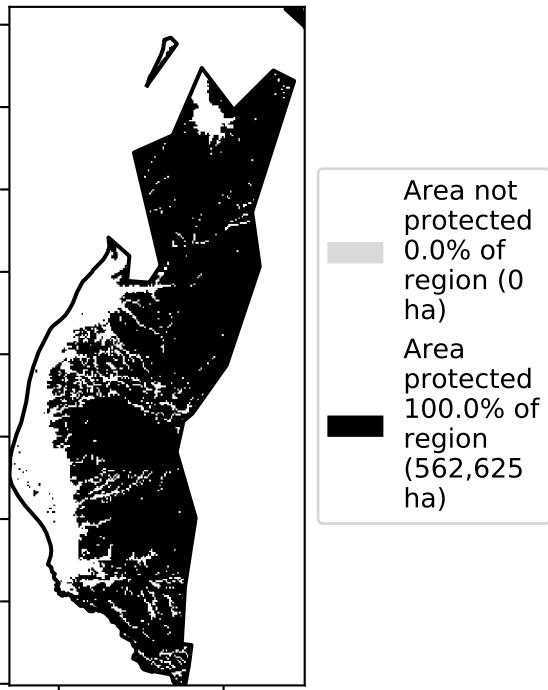 Area not
protected
0.0% of
region (0
ha)
Area
protected
100.0% of
region
(562,625
ha)